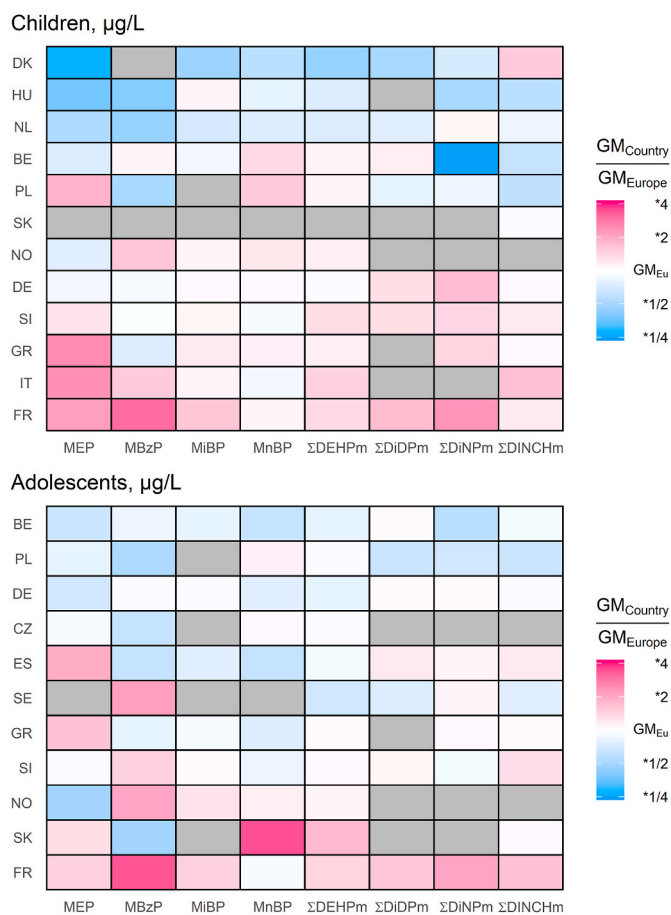 Children, µg/L
DK
HU
NL
BE
PL
SK
NO
DE
SI
GR
IT
FR
MEP MBzP MiBP MnBP ΣDEHPm ΣDiDPm ΣDiNPm ΣDINCHm
GMCountry
GMEurope
*4
*2
GMEu
*1/2
*1/4
Adolescents, µg/L
BE
PL
DE
CZ
ES
SE
GR
SI
NO
SK
FR
MEP MBzP MiBP MnBP ΣDEHPm ΣDiDPm ΣDiNPm ΣDINCHm
GMCountry
GMEurope
*4
*2
GMEu
*1/2
*1/4